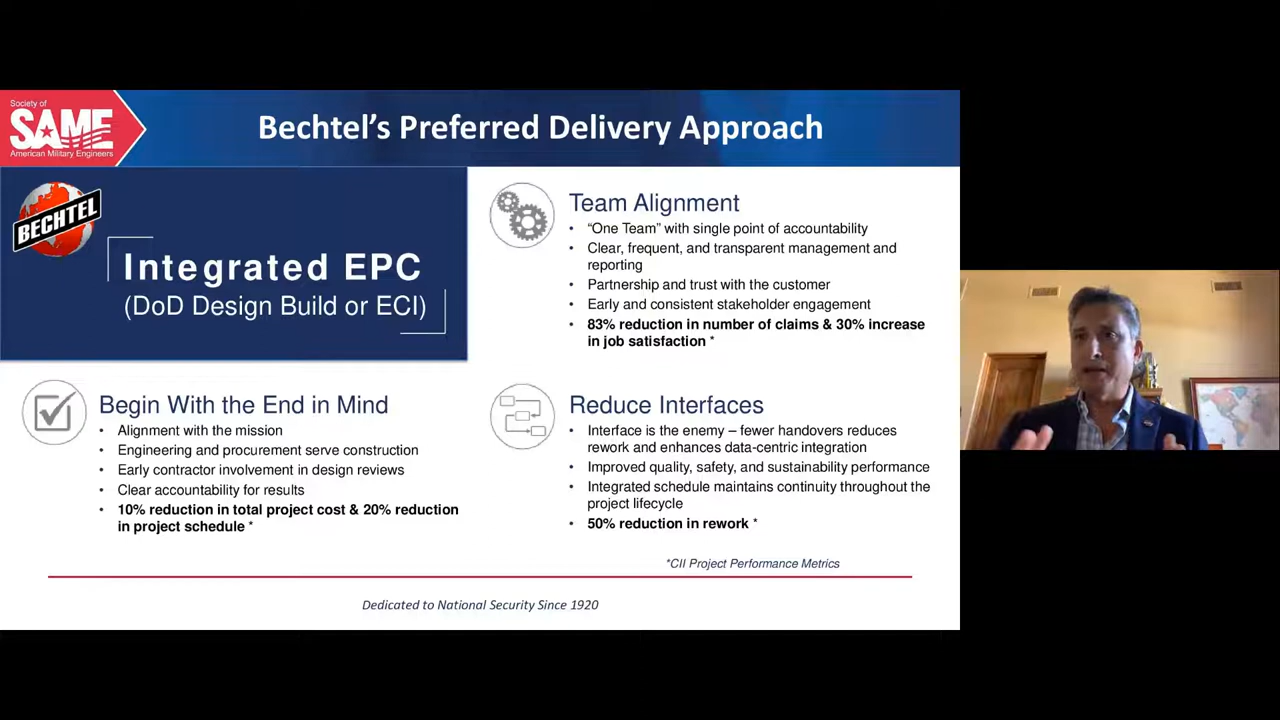 Society of
SAME
American Military Engineers
Bechtel's Preferred Delivery Approach
BECHTEL
Integrated EPC
(DoD Design Build or ECI)
Team Alignment
• "One Team" with single point of accountability
• Clear, frequent, and transparent management and
reporting
• Partnership and trust with the customer
• Early and consistent stakeholder engagement
• 83% reduction in number of claims & 30% increase
in job satisfaction *
Begin With the End in Mind
• Alignment with the mission
• Engineering and procurement serve construction
• Early contractor involvement in design reviews
• Clear accountability for results
• 10% reduction in total project cost & 20% reduction
in project schedule *
Reduce Interfaces
• Interface is the enemy – fewer handovers reduces
rework and enhances data-centric integration
• Improved quality, safety, and sustainability performance
• Integrated schedule maintains continuity throughout the
project lifecycle
• 50% reduction in rework *
*CII Project Performance Metrics
Dedicated to National Security Since 1920